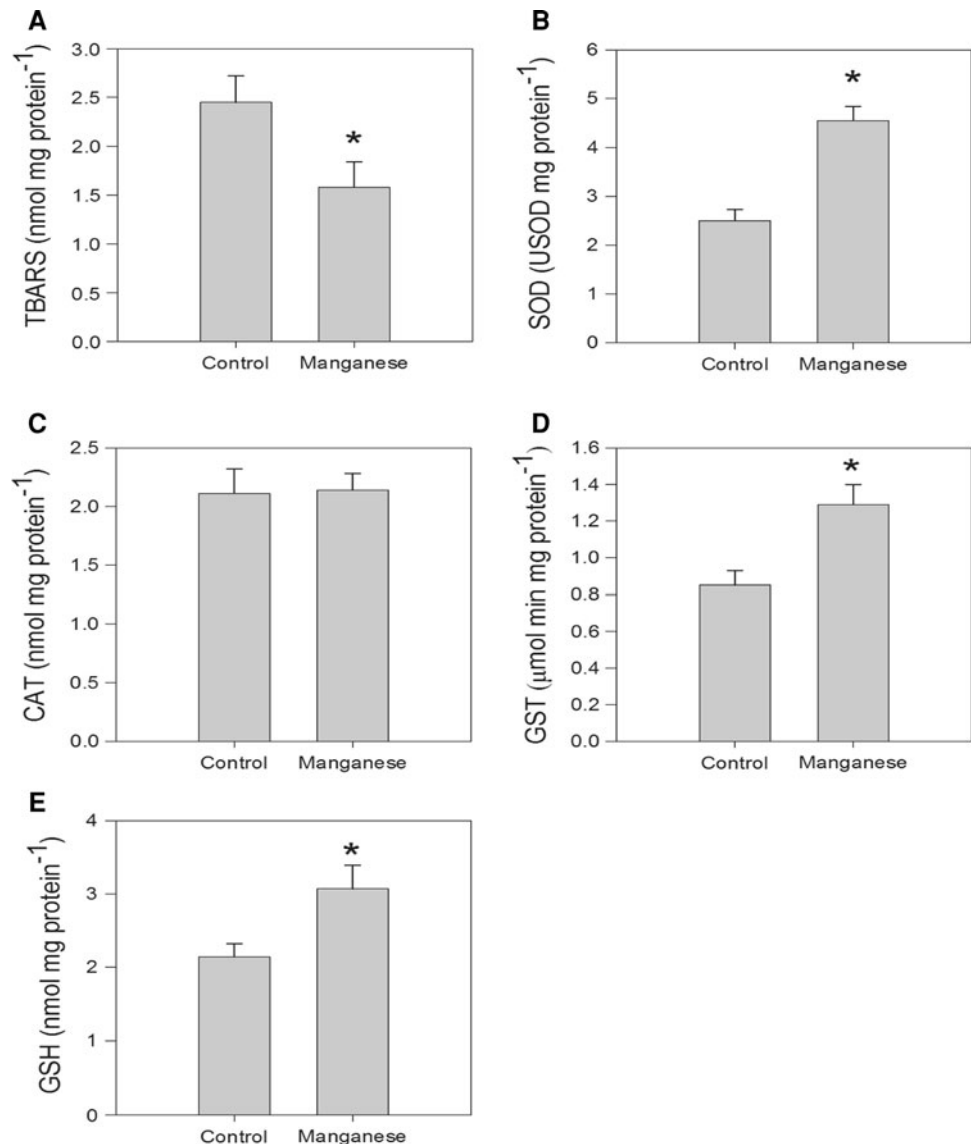 A
TBARS (nmol mg protein⁻¹)
3.0
2.5
2.0
1.5
1.0
0.5
0.0
*
Control Manganese
B
SOD (USOD mg protein⁻¹)
6
5
4
3
2
1
0
*
Control Manganese
C
CAT (nmol mg protein⁻¹)
2.5
2.0
1.5
1.0
0.5
0.0
Control Manganese
D
GST (μmol min mg protein⁻¹)
1.6
1.4
1.2
1.0
0.8
0.6
0.4
0.2
0.0
*
Control Manganese
E
GSH (nmol mg protein⁻¹)
4
3
2
1
0
*
Control Manganese